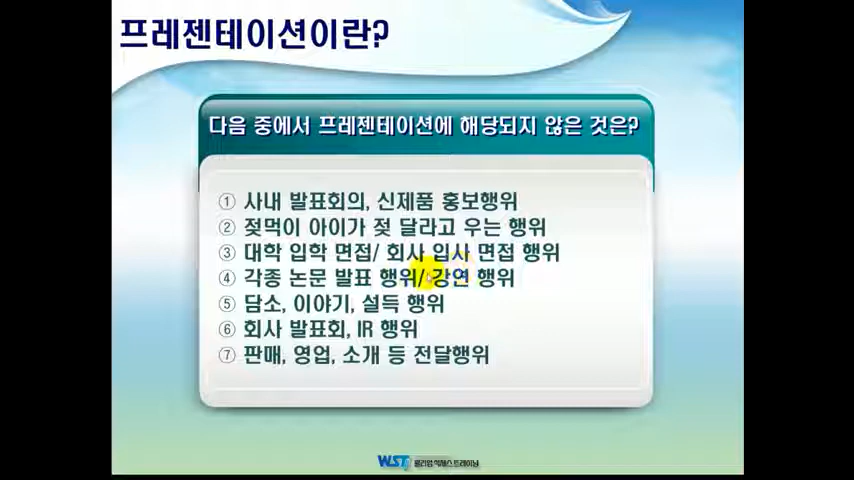 프레젠테이션이란?
다음 중에서 프레젠테이션에 해당되지 않은 것은?
① 사내 발표회의, 신제품 홍보행위
② 젖먹이 아이가 젖 달라고 우는 행위
③ 대학 입학 면접/ 회사 입사 면접 행위
④ 각종 논문 발표 행위/ 강연 행위
⑤ 담소, 이야기, 설득 행위
⑥ 회사 발표회, IR 행위
⑦ 판매, 영업, 소개 등 전달행위
WST